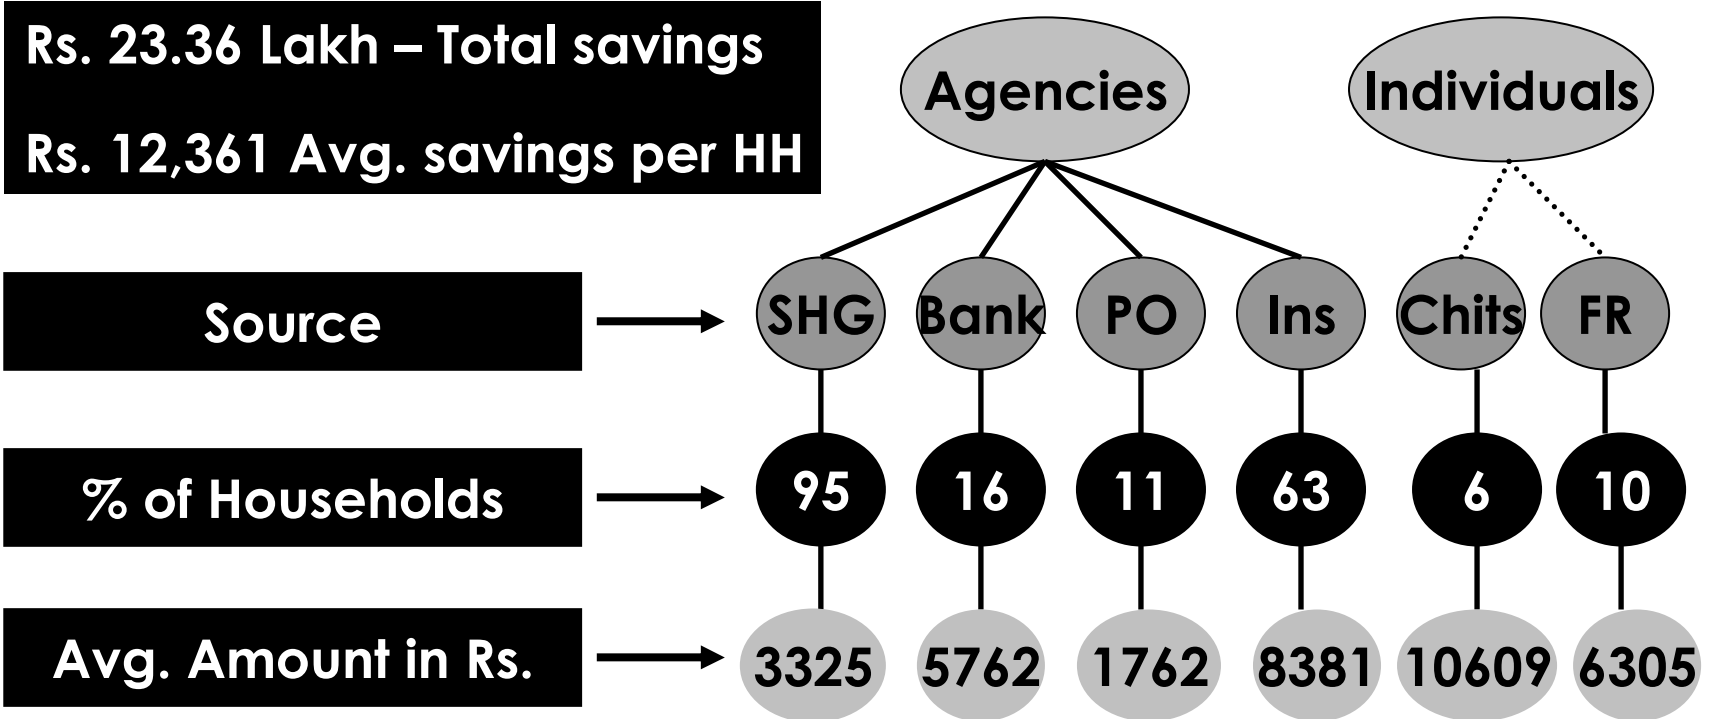 Rs. 23.36 Lakh – Total savings
Rs. 12,361 Avg. savings per HH
Agencies Individuals
Source SHG Bank PO Ins Chits FR
% of Households 95 16 11 63 6 10
Avg. Amount in Rs. 3325 5762 1762 8381 10609 6305